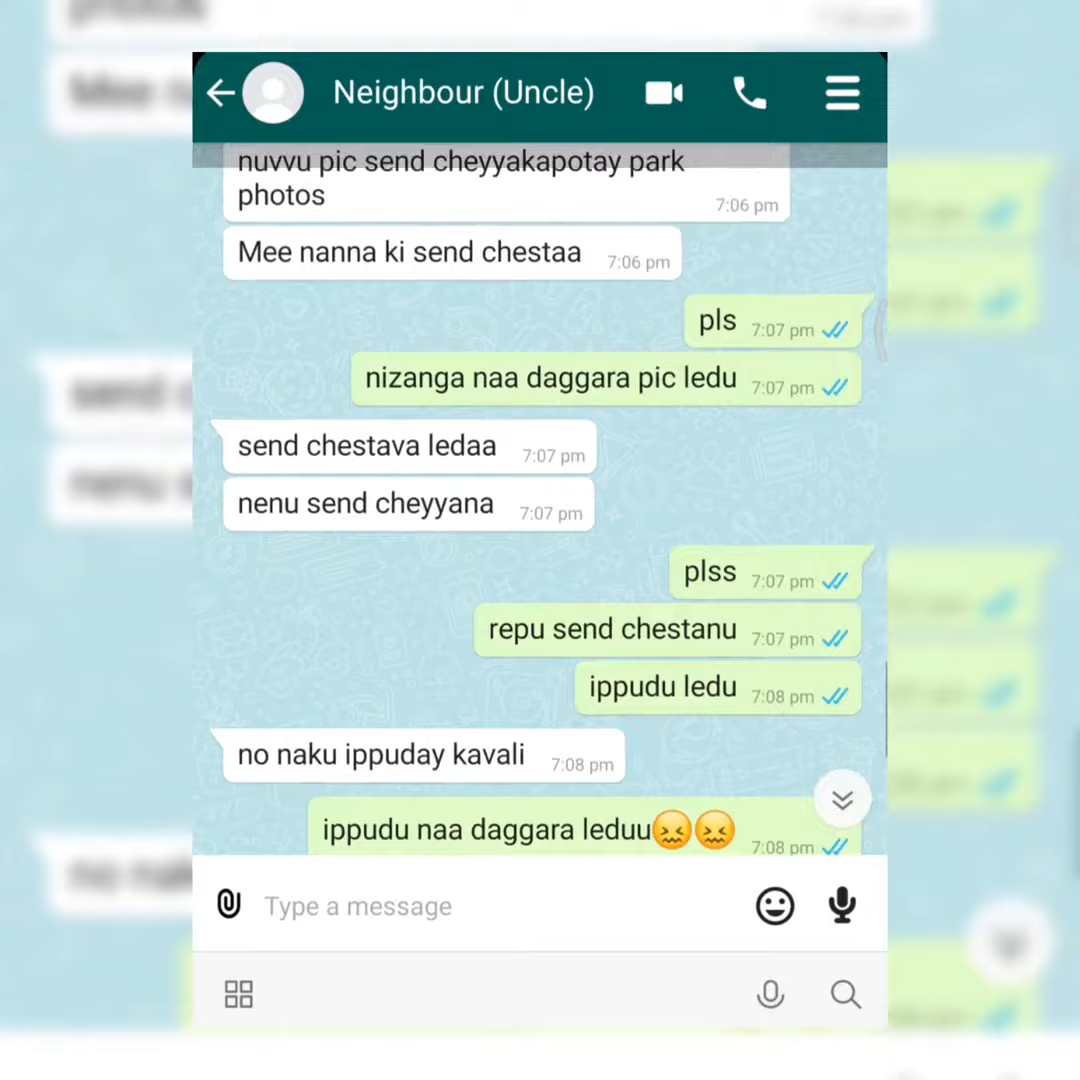 Neighbour (Uncle)
nuvvu pic send cheyyakapotay park
photos
7:06 pm
Mee nanna ki send chestaa 7:06 pm
pls 7:07 pm
nizanga naa daggara pic ledu 7:07 pm
send chestava ledaa 7:07 pm
nenu send cheyyana 7:07 pm
plss 7:07 pm
repu send chestanu 7:07 pm
ippudu ledu 7:08 pm
no naku ippuday kavali 7:08 pm
ippudu naa daggara leduu😖😖 7:08 pm
Type a message